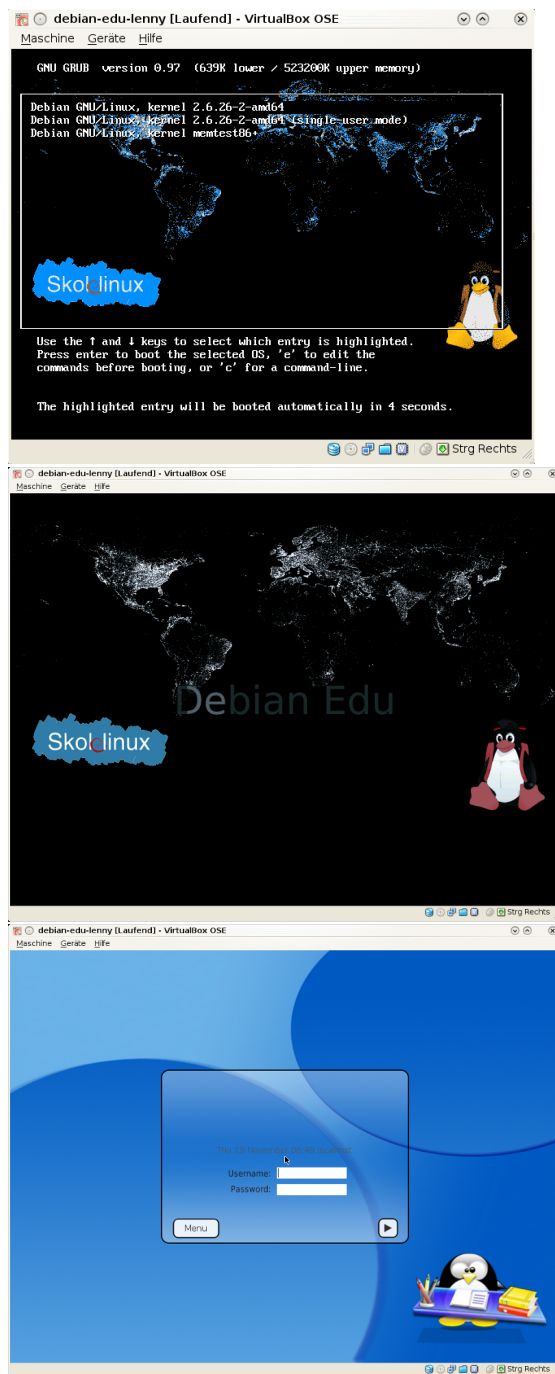 debian-edu-lenny [Laufend] - VirtualBox OSE
Maschine Geräte Hilfe
GNU GRUB version 0.97 (639K lower / 523200K upper memory)
Debian GNU/Linux, kernel 2.6.26-2-amd64
Debian GNU/Linux, kernel 2.6.26-2-amd64 (single-user mode)
Debian GNU/Linux, kernel memtest86+
Skolelinux
Use the ↑ and ↓ keys to select which entry is highlighted.
Press enter to boot the selected OS, 'e' to edit the
commands before booting, or 'c' for a command-line.
The highlighted entry will be booted automatically in 4 seconds.
Strg Rechts
debian-edu-lenny [Laufend] - VirtualBox OSE
Maschine Geräte Hilfe
Debian Edu
Skolelinux
Strg Rechts
debian-edu-lenny [Laufend] - VirtualBox OSE
Maschine Geräte Hilfe
Username:
Password:
Menu
Strg Rechts